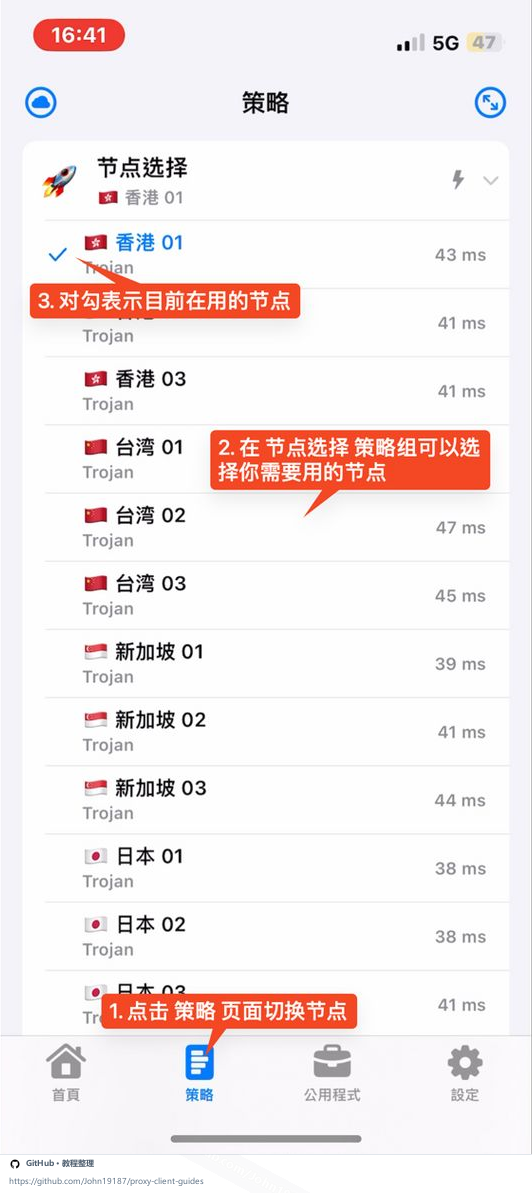 16:41
5G 47
策略
节点选择
香港 01
香港 01
43 ms
Trojan
3. 对勾表示目前在用的节点
41 ms
Trojan
香港 03
41 ms
Trojan
台湾 01
2. 在 节点选择 策略组可以选
择你需要用的节点
Trojan
台湾 02
47 ms
Trojan
台湾 03
45 ms
Trojan
新加坡 01
39 ms
Trojan
新加坡 02
41 ms
Trojan
新加坡 03
44 ms
Trojan
日本 01
38 ms
Trojan
日本 02
38 ms
Trojan
日本 03
41 ms
1. 点击 策略 页面切换节点
首頁
策略
公用程式
設定
GitHub • 教程整理
https://github.com/John19187/proxy-client-guides